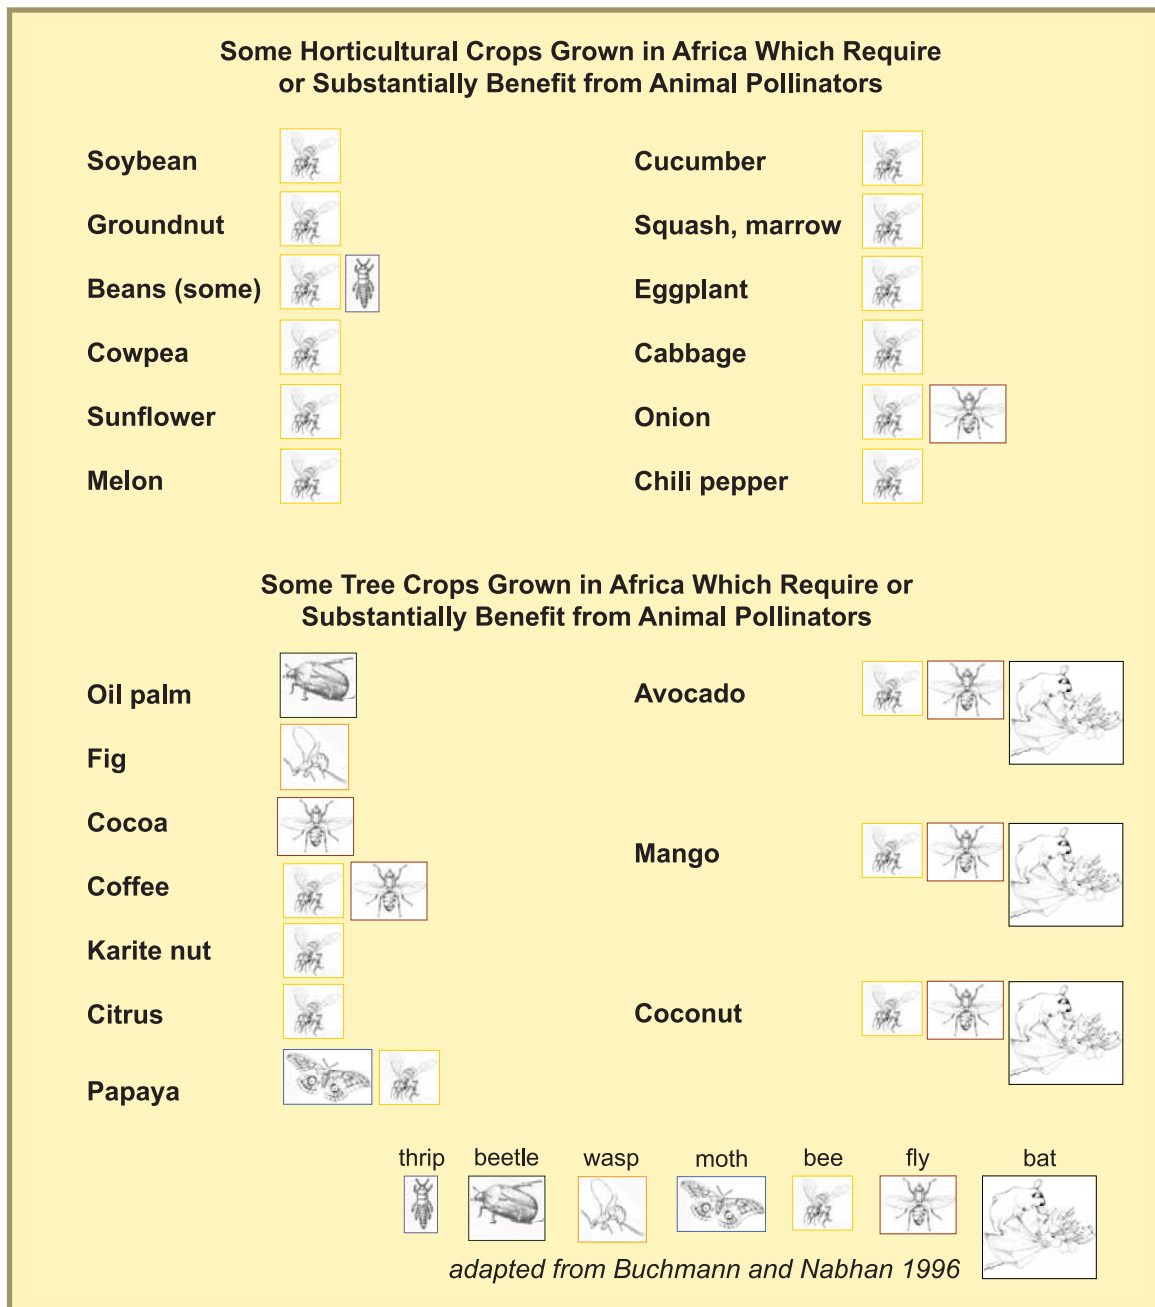 Some Horticultural Crops Grown in Africa Which Require
or Substantially Benefit from Animal Pollinators
Soybean
Groundnut
Beans (some)
Cowpea
Sunflower
Melon
Cucumber
Squash, marrow
Eggplant
Cabbage
Onion
Chili pepper
Some Tree Crops Grown in Africa Which Require or
Substantially Benefit from Animal Pollinators
Oil palm
Fig
Cocoa
Coffee
Karite nut
Citrus
Papaya
Avocado
Mango
Coconut
thrip beetle wasp moth bee fly bat
adapted from Buchmann and Nabhan 1996